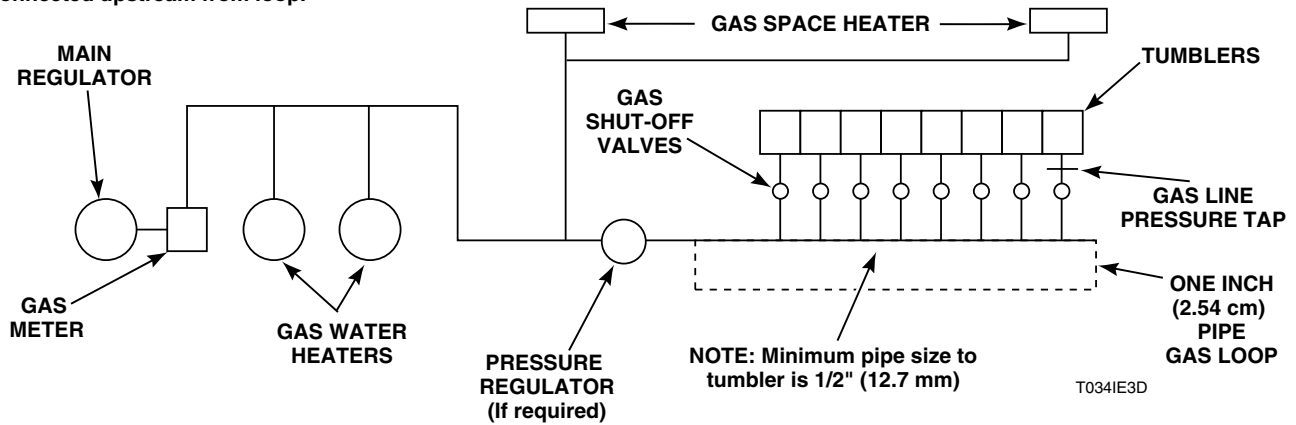 GAS SPACE HEATER
MAIN
REGULATOR
TUMBLERS
GAS
SHUT-OFF
VALVES
GAS LINE
PRESSURE TAP
GAS
METER
GAS WATER
HEATERS
PRESSURE
REGULATOR
(If required)
NOTE: Minimum pipe size to
tumbler is 1/2" (12.7 mm)
ONE INCH
(2.54 cm)
PIPE
GAS LOOP
T034IE3D